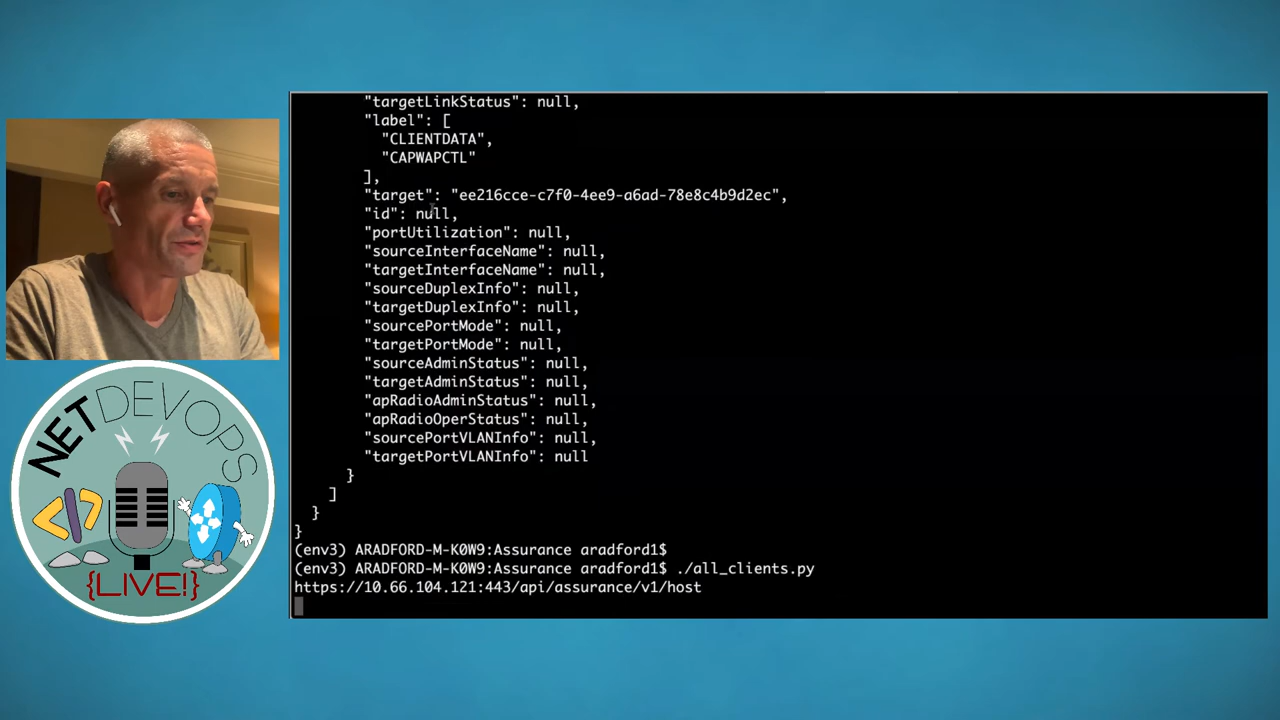 "targetLinkStatus": null,
"label": [
"CLIENTDATA",
"CAPWAPCTL"
],
"target": "ee216cce-c7f0-4ee9-a6ad-78e8c4b9d2ec",
"id": null,
"portUtilization": null,
"sourceInterfaceName": null,
"targetInterfaceName": null,
"sourceDuplexInfo": null,
"targetDuplexInfo": null,
"sourcePortMode": null,
"targetPortMode": null,
"sourceAdminStatus": null,
"targetAdminStatus": null,
"apRadioAdminStatus": null,
"apRadioOperStatus": null,
"sourcePortVLANInfo": null,
"targetPortVLANInfo": null
}
]
}
}
(env3) ARADFORD-M-K0W9:Assurance aradford1$
(env3) ARADFORD-M-K0W9:Assurance aradford1$ ./all_clients.py
https://10.66.104.121:443/api/assurance/v1/host
NETDEVOPS
</>
{LIVE!}